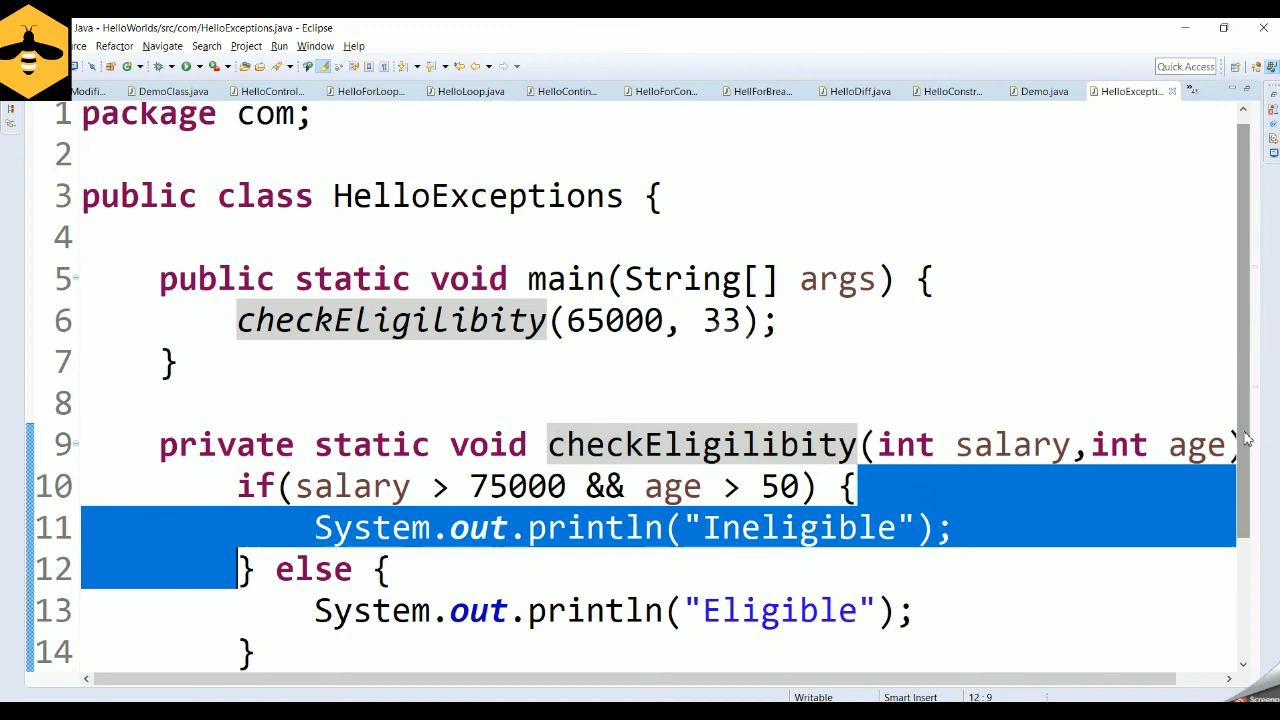 Java - HelloWorlds/src/com/HelloExceptions.java - Eclipse
Refactor Navigate Search Project Run Window Help
Quick Access
DemoClass.java HelloControl... HelloForLoop... HelloLoop.java HelloForCon... HellForBrea... HelloDiff.java HelloConstr... Demo.java HelloExcepti...
1 package com;
2
3 public class HelloExceptions {
4
5 public static void main(String[] args) {
6 checkEligilibity(65000, 33);
7 }
8
9 private static void checkEligilibity(int salary,int age)
10 if(salary > 75000 && age > 50) {
11 System.out.println("Ineligible");
12 } else {
13 System.out.println("Eligible");
14 }
Writable Smart Insert 12 : 9